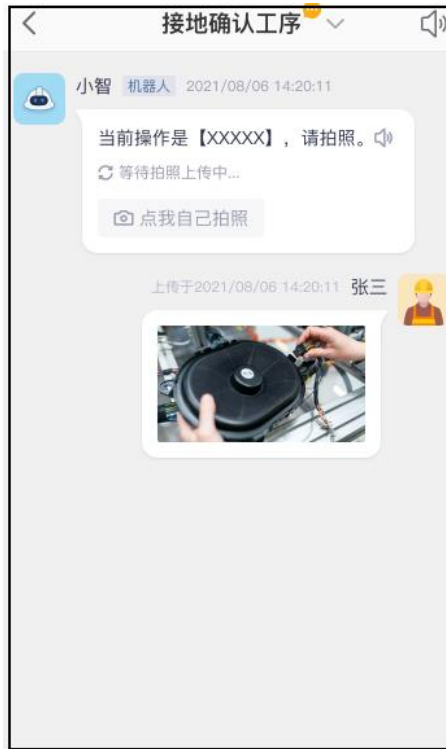 接地确认工序
小智 机器人 2021/08/06 14:20:11
当前操作是【XXXXX】，请拍照。
等待拍照上传中...
点我自己拍照
上传于2021/08/06 14:20:11 张三